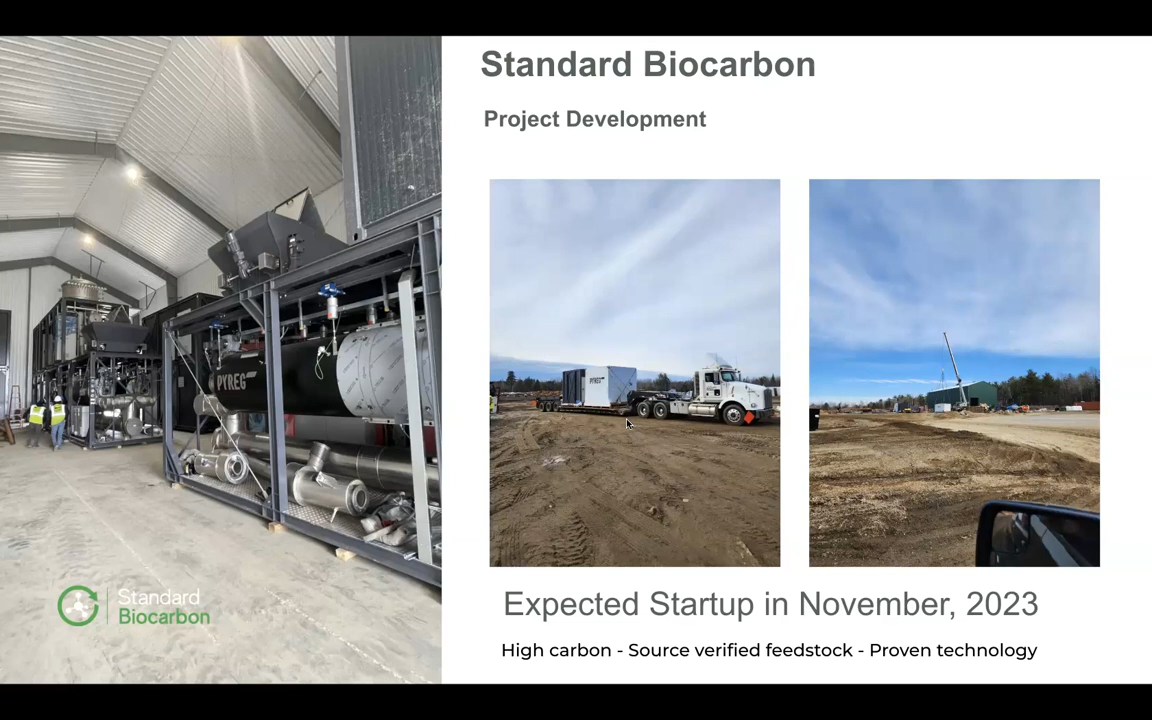 Standard Biocarbon
Project Development
PYREG
PYREG
Standard
Biocarbon
Expected Startup in November, 2023
High carbon - Source verified feedstock - Proven technology